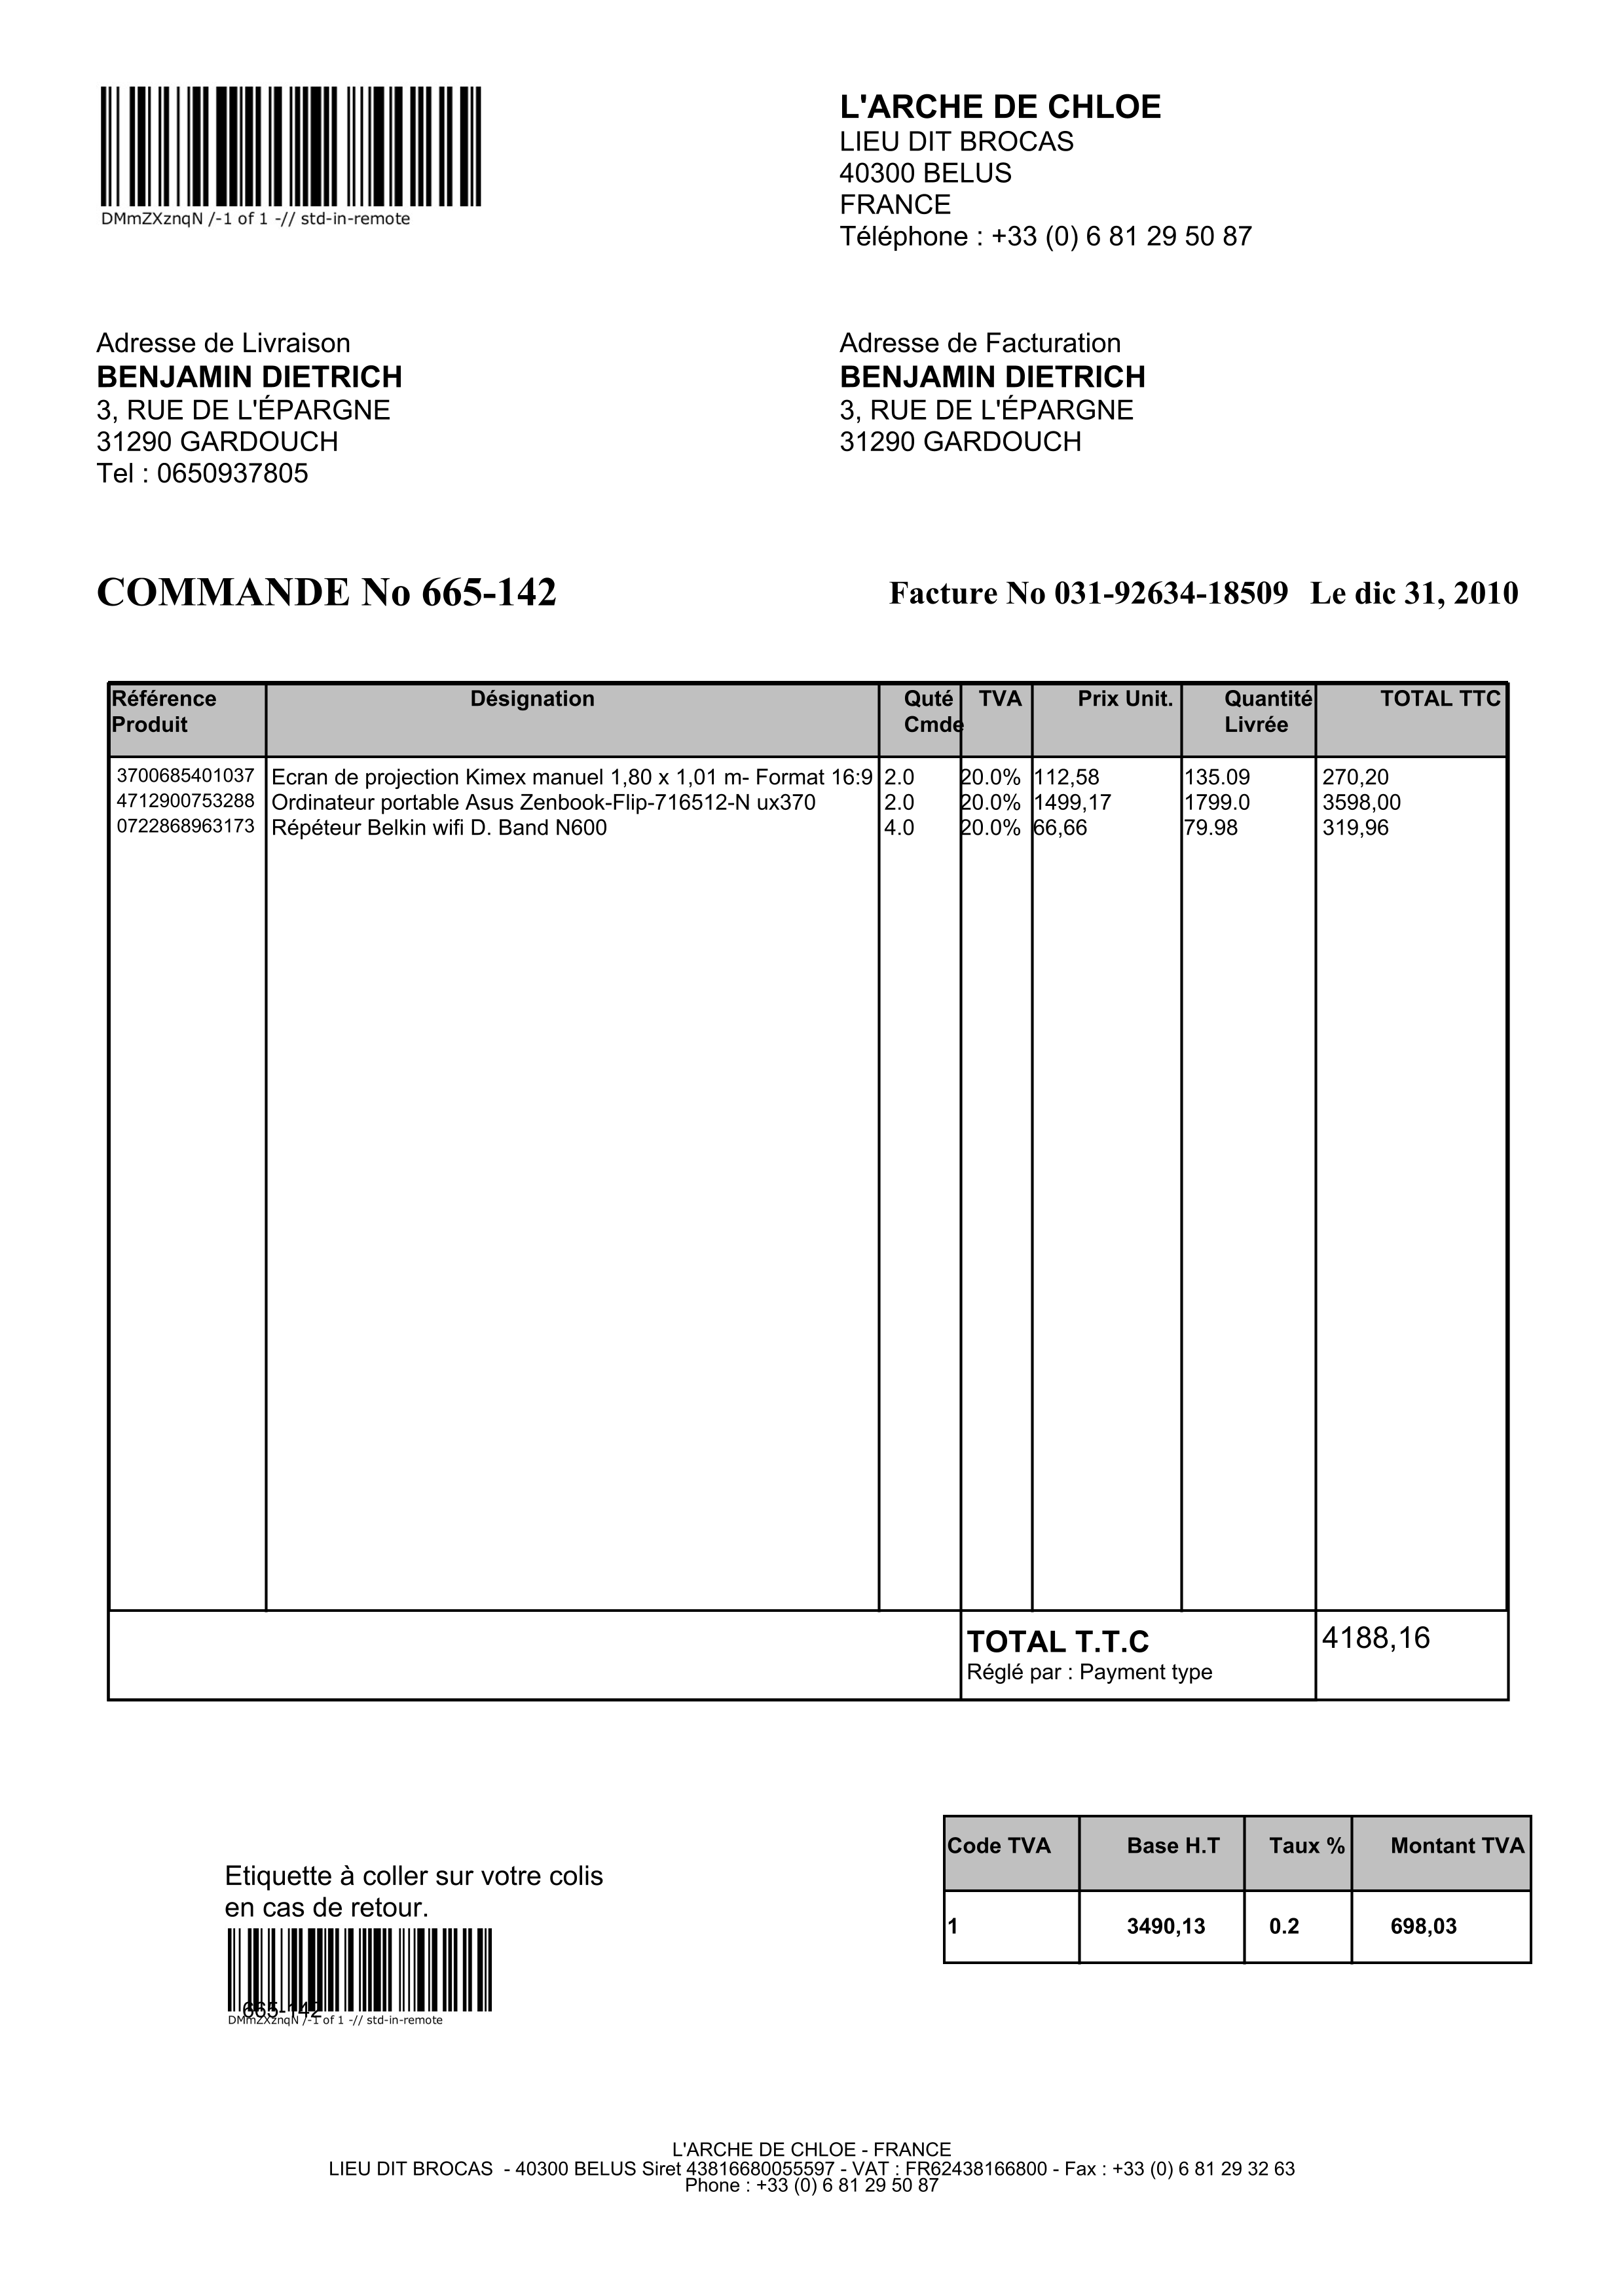 DMmZXznqN /-1 of 1 -// std-in-remote
L'ARCHE DE CHLOE
LIEU DIT BROCAS
40300 BELUS
FRANCE
Téléphone : +33 (0) 6 81 29 50 87
Adresse de Livraison
BENJAMIN DIETRICH
3, RUE DE L'ÉPARGNE
31290 GARDOUCH
Tel : 0650937805
Adresse de Facturation
BENJAMIN DIETRICH
3, RUE DE L'ÉPARGNE
31290 GARDOUCH
COMMANDE No 665-142
Facture No 031-92634-18509 Le dic 31, 2010
Référence Désignation Quté TVA Prix Unit. Quantité TOTAL TTC
Produit Cmde Livrée
3700685401037 Ecran de projection Kimex manuel 1,80 x 1,01 m- Format 16:9 2.0 20.0% 112,58 135.09 270,20
4712900753288 Ordinateur portable Asus Zenbook-Flip-716512-N ux370 2.0 20.0% 1499,17 1799.0 3598,00
0722868963173 Répéteur Belkin wifi D. Band N600 4.0 20.0% 66,66 79.98 319,96
TOTAL T.T.C 4188,16
Réglé par : Payment type
Code TVA Base H.T Taux % Montant TVA
1 3490,13 0.2 698,03
Etiquette à coller sur votre colis
en cas de retour.
665-142
DMmZXznqN /-1 of 1 -// std-in-remote
L'ARCHE DE CHLOE - FRANCE
LIEU DIT BROCAS - 40300 BELUS Siret 43816680055597 - VAT : FR62438166800 - Fax : +33 (0) 6 81 29 32 63
Phone : +33 (0) 6 81 29 50 87